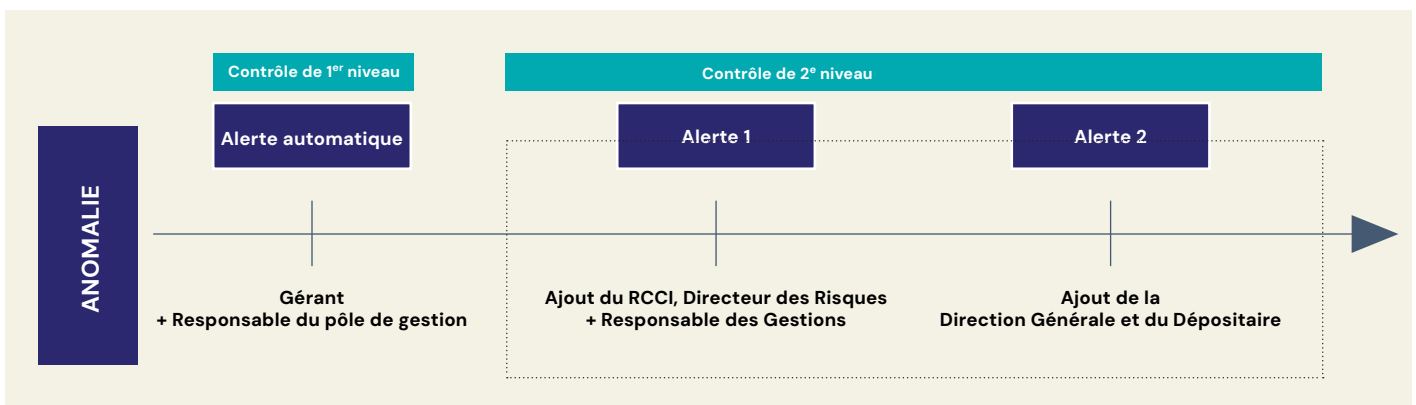 Contrôle de 1er niveau
Contrôle de 2e niveau
Alerte automatique
Alerte 1
Alerte 2
ANOMALIE
Gérant
+ Responsable du pôle de gestion
Ajout du RCCI, Directeur des Risques
+ Responsable des Gestions
Ajout de la
Direction Générale et du Dépositaire